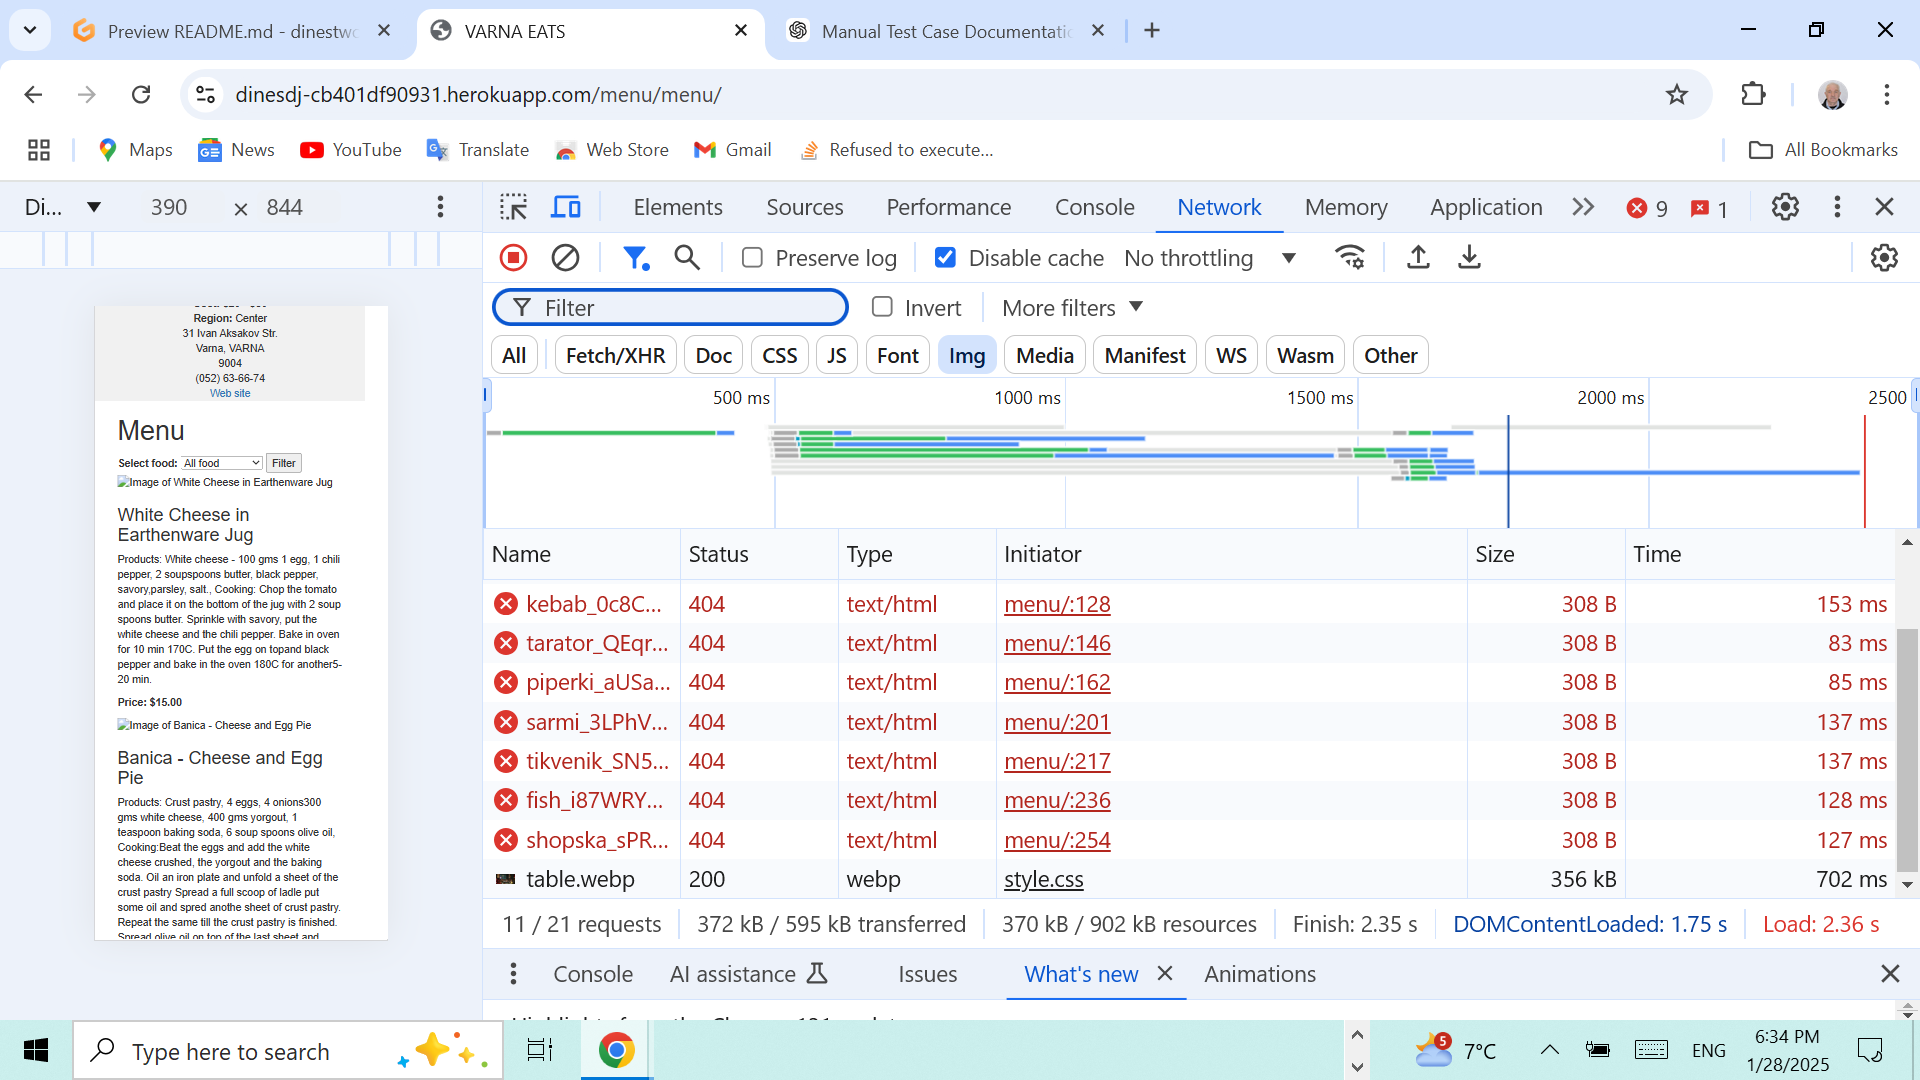 Preview README.md - dinestwo
VARNA EATS
Manual Test Case Documentatio
dinesdj-cb401df90931.herokuapp.com/menu/menu/
Maps
News
YouTube
Translate
Web Store
Gmail
Refused to execute...
All Bookmarks
Di...
390 × 844
Elements
Sources
Performance
Console
Network
Memory
Application
9
1
Preserve log
Disable cache
No throttling
Filter
Invert
More filters
All
Fetch/XHR
Doc
CSS
JS
Font
Img
Media
Manifest
WS
Wasm
Other
500 ms
1000 ms
1500 ms
2000 ms
2500
Name Status Type Initiator Size Time
kebab_0c8C... 404 text/html menu/:128 308 B 153 ms
tarator_QEqr... 404 text/html menu/:146 308 B 83 ms
piperki_aUSa... 404 text/html menu/:162 308 B 85 ms
sarmi_3LPhV... 404 text/html menu/:201 308 B 137 ms
tikvenik_SN5... 404 text/html menu/:217 308 B 137 ms
fish_i87WRY... 404 text/html menu/:236 308 B 128 ms
shopska_sPR... 404 text/html menu/:254 308 B 127 ms
table.webp 200 webp style.css 356 kB 702 ms
11 / 21 requests
372 kB / 595 kB transferred
370 kB / 902 kB resources
Finish: 2.35 s
DOMContentLoaded: 1.75 s
Load: 2.36 s
Console
AI assistance
Issues
What's new
Animations
Region: Center
31 Ivan Aksakov Str.
Varna, VARNA
9004
(052) 63-66-74
Web site
Menu
Select food: All food Filter
Image of White Cheese in Earthenware Jug
White Cheese in
Earthenware Jug
Products: White cheese - 100 gms 1 egg, 1 chili
pepper, 2 soupspoons butter, black pepper,
savory,parsley, salt., Cooking: Chop the tomato
and place it on the bottom of the jug with 2 soup
spoons butter. Sprinkle with savory, put the
white cheese and the chili pepper. Bake in oven
for 10 min 170C. Put the egg on topand black
pepper and bake in the oven 180C for another5-
20 min.
Price: $15.00
Image of Banica - Cheese and Egg Pie
Banica - Cheese and Egg
Pie
Products: Crust pastry, 4 eggs, 4 onions300
gms white cheese, 400 gms yorgout, 1
teaspoon baking soda, 6 soup spoons olive oil,
Cooking:Beat the eggs and add the white
cheese crushed, the yorgout and the baking
soda. Oil an iron plate and unfold a sheet of the
crust pastry Spread a full scoop of ladle put
some oil and spred anothe sheet of crust pastry.
Repeat the same till the crust pastry is finished.
Spread olive oil on top of the last sheet and
Type here to search
5
7°C
ENG
6:34 PM
1/28/2025